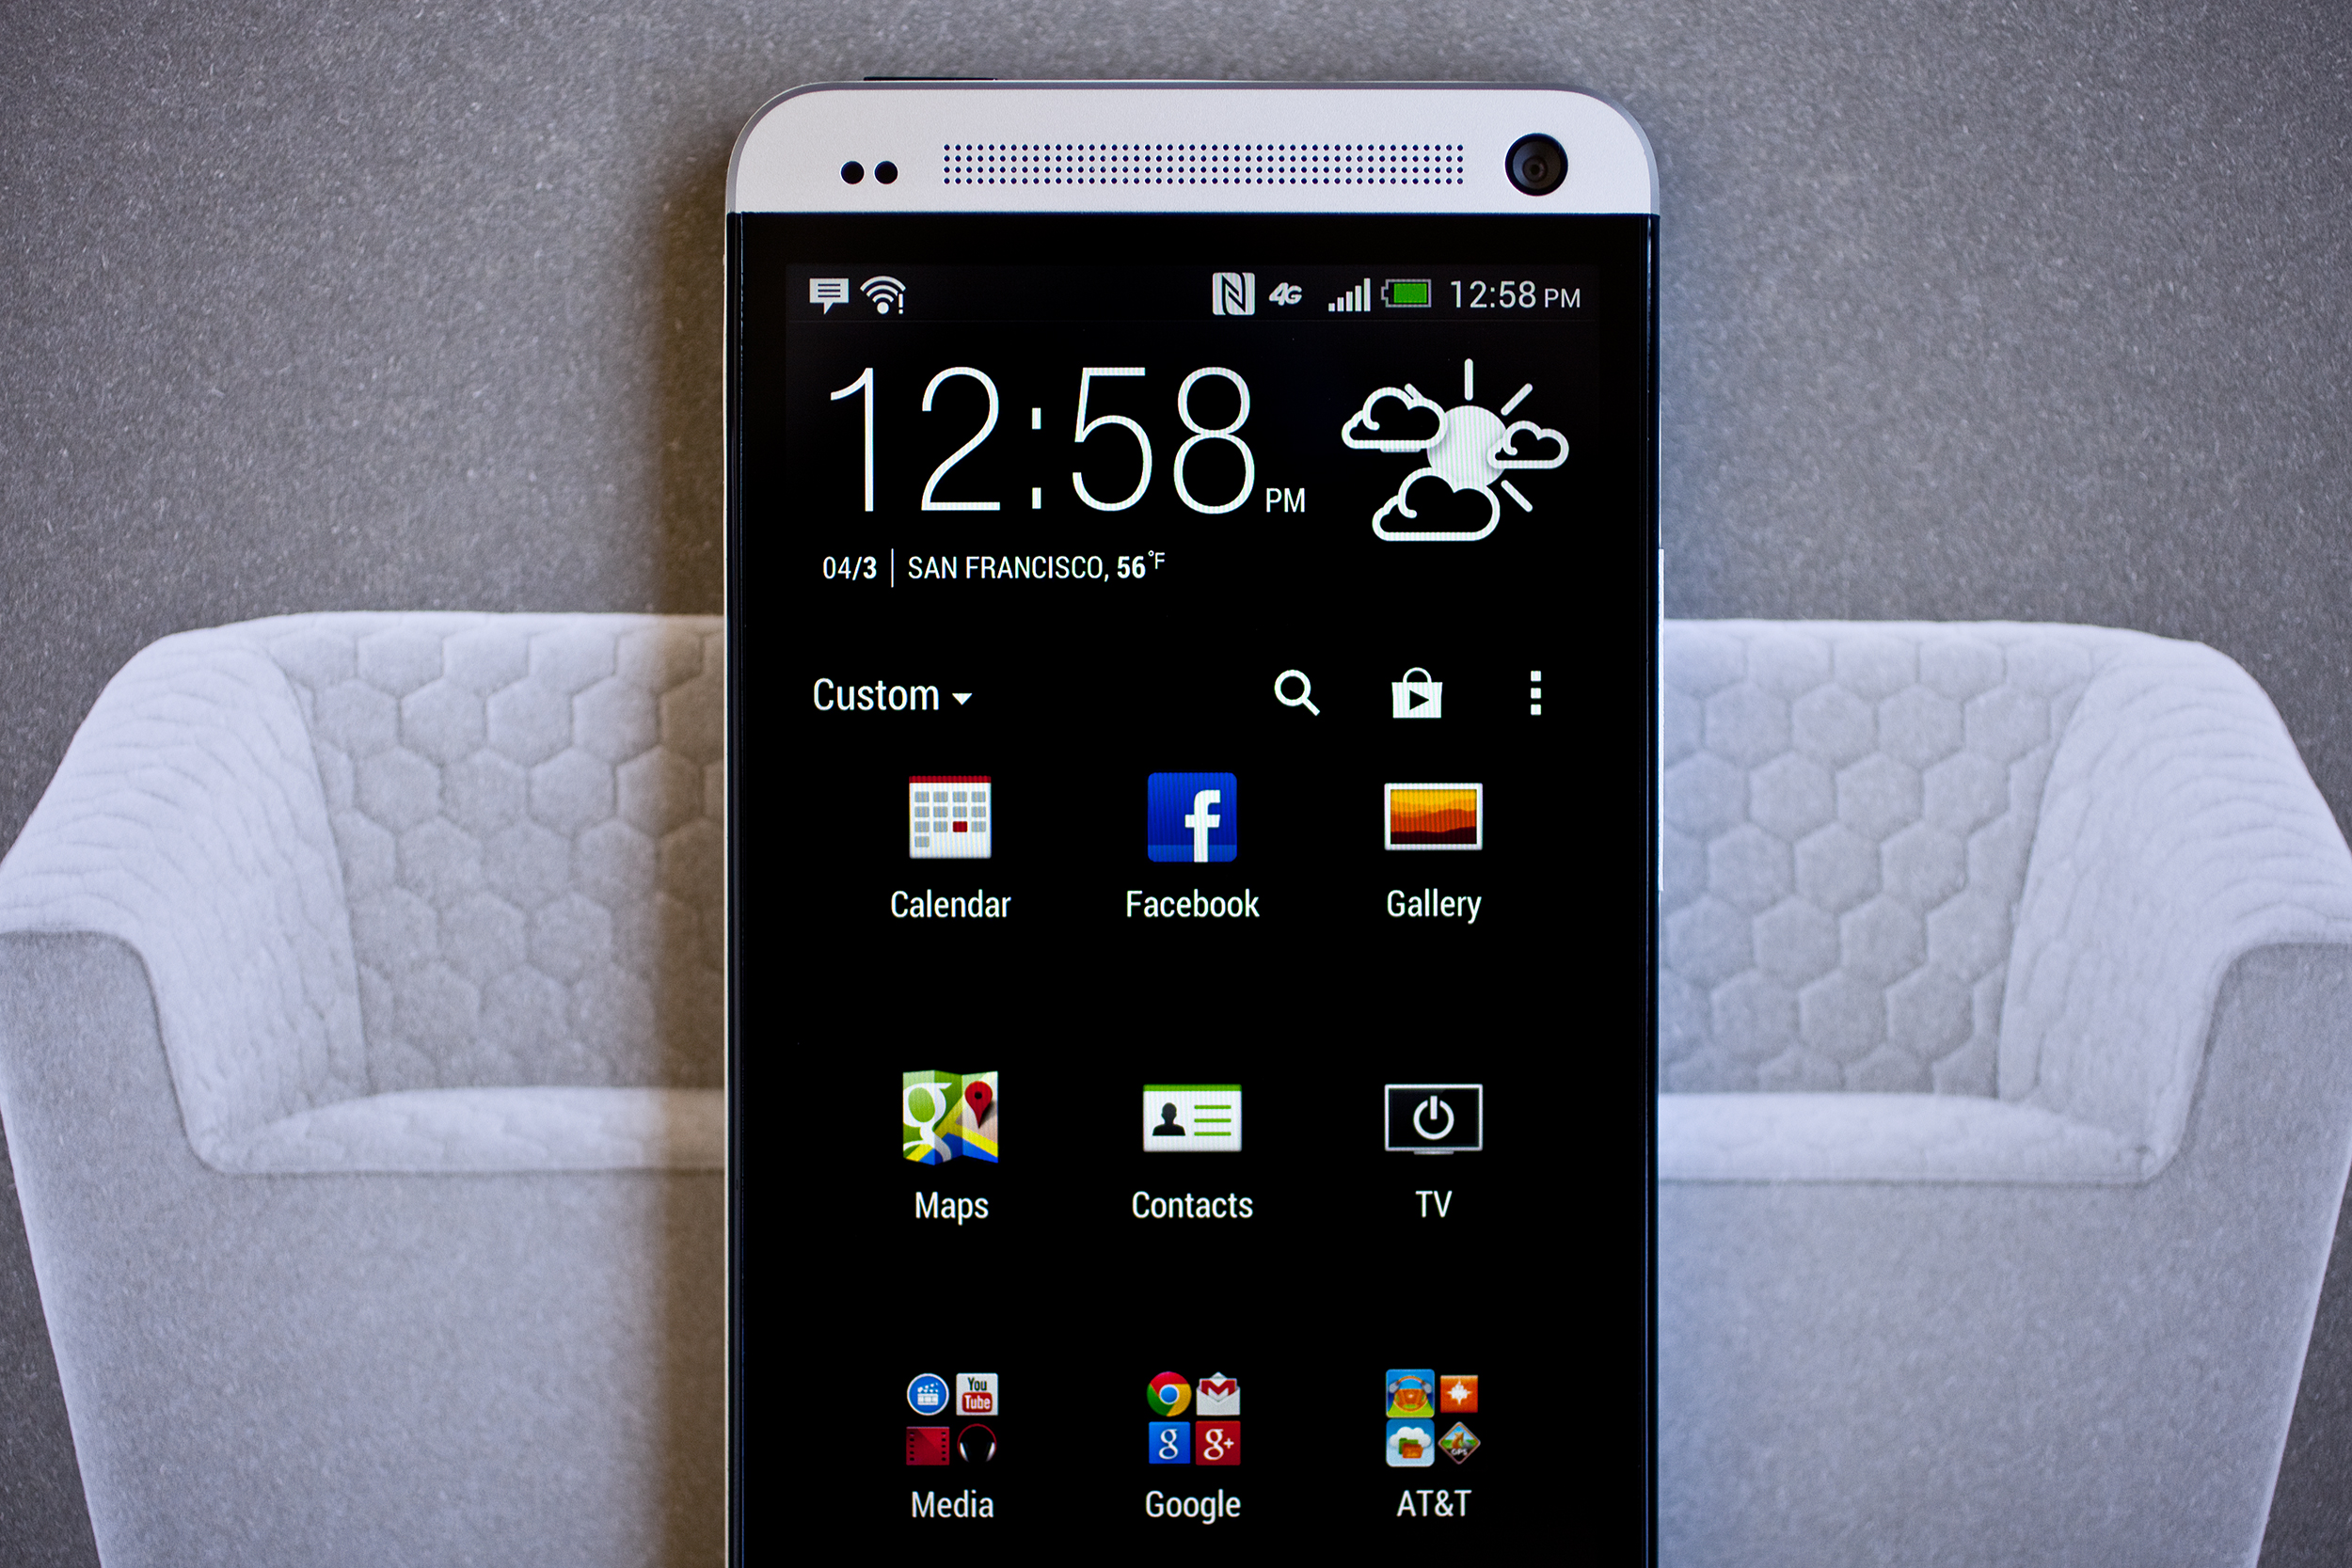 4G 12:58 PM
12:58 PM
04/3 | SAN FRANCISCO, 56°F
Custom
Calendar Facebook Gallery
Maps Contacts TV
You
Tube
g g+
GPS
Media Google AT&T